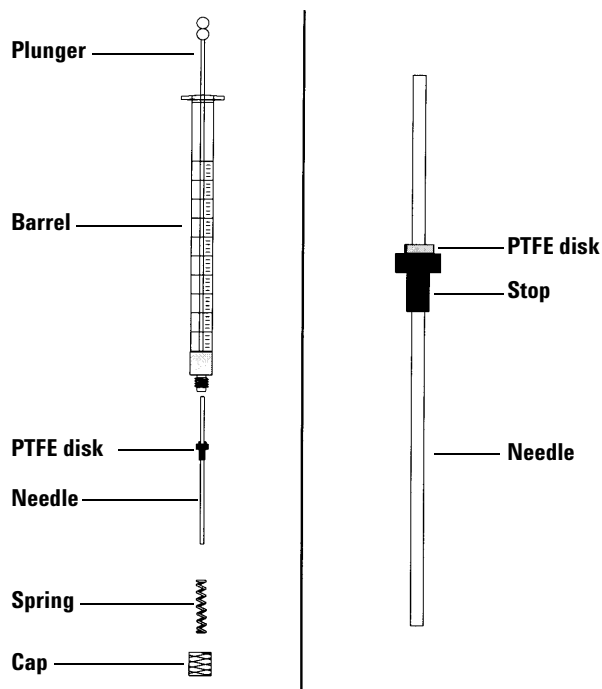 Plunger
Barrel
PTFE disk
Needle
Spring
Cap
PTFE disk
Stop
Needle